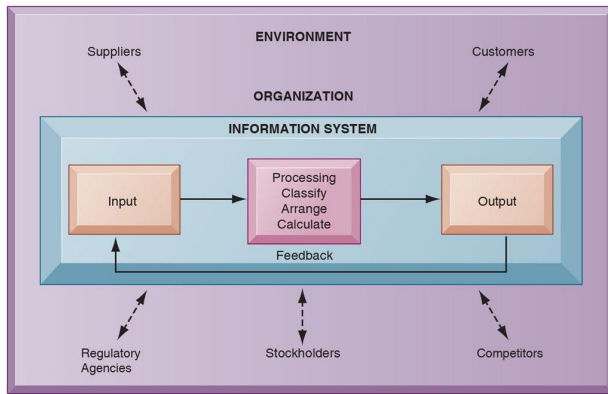 ENVIRONMENT
Suppliers
Customers
ORGANIZATION
INFORMATION SYSTEM
Input
Processing
Classify
Arrange
Calculate
Output
Feedback
Regulatory
Agencies
Stockholders
Competitors